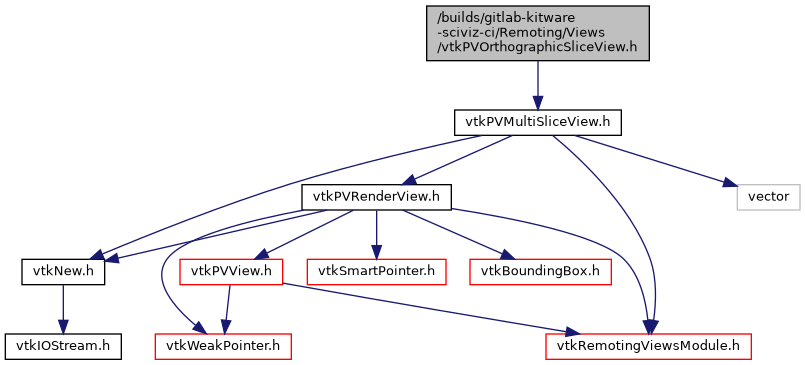 /builds/gitlab-kitware
-sciviz-ci/Remoting/Views
/vtkPVOrthographicSliceView.h
vtkPVMultiSliceView.h
vtkPVRenderView.h
vector
vtkNew.h
vtkPVView.h
vtkSmartPointer.h
vtkBoundingBox.h
vtkIOStream.h
vtkWeakPointer.h
vtkRemotingViewsModule.h